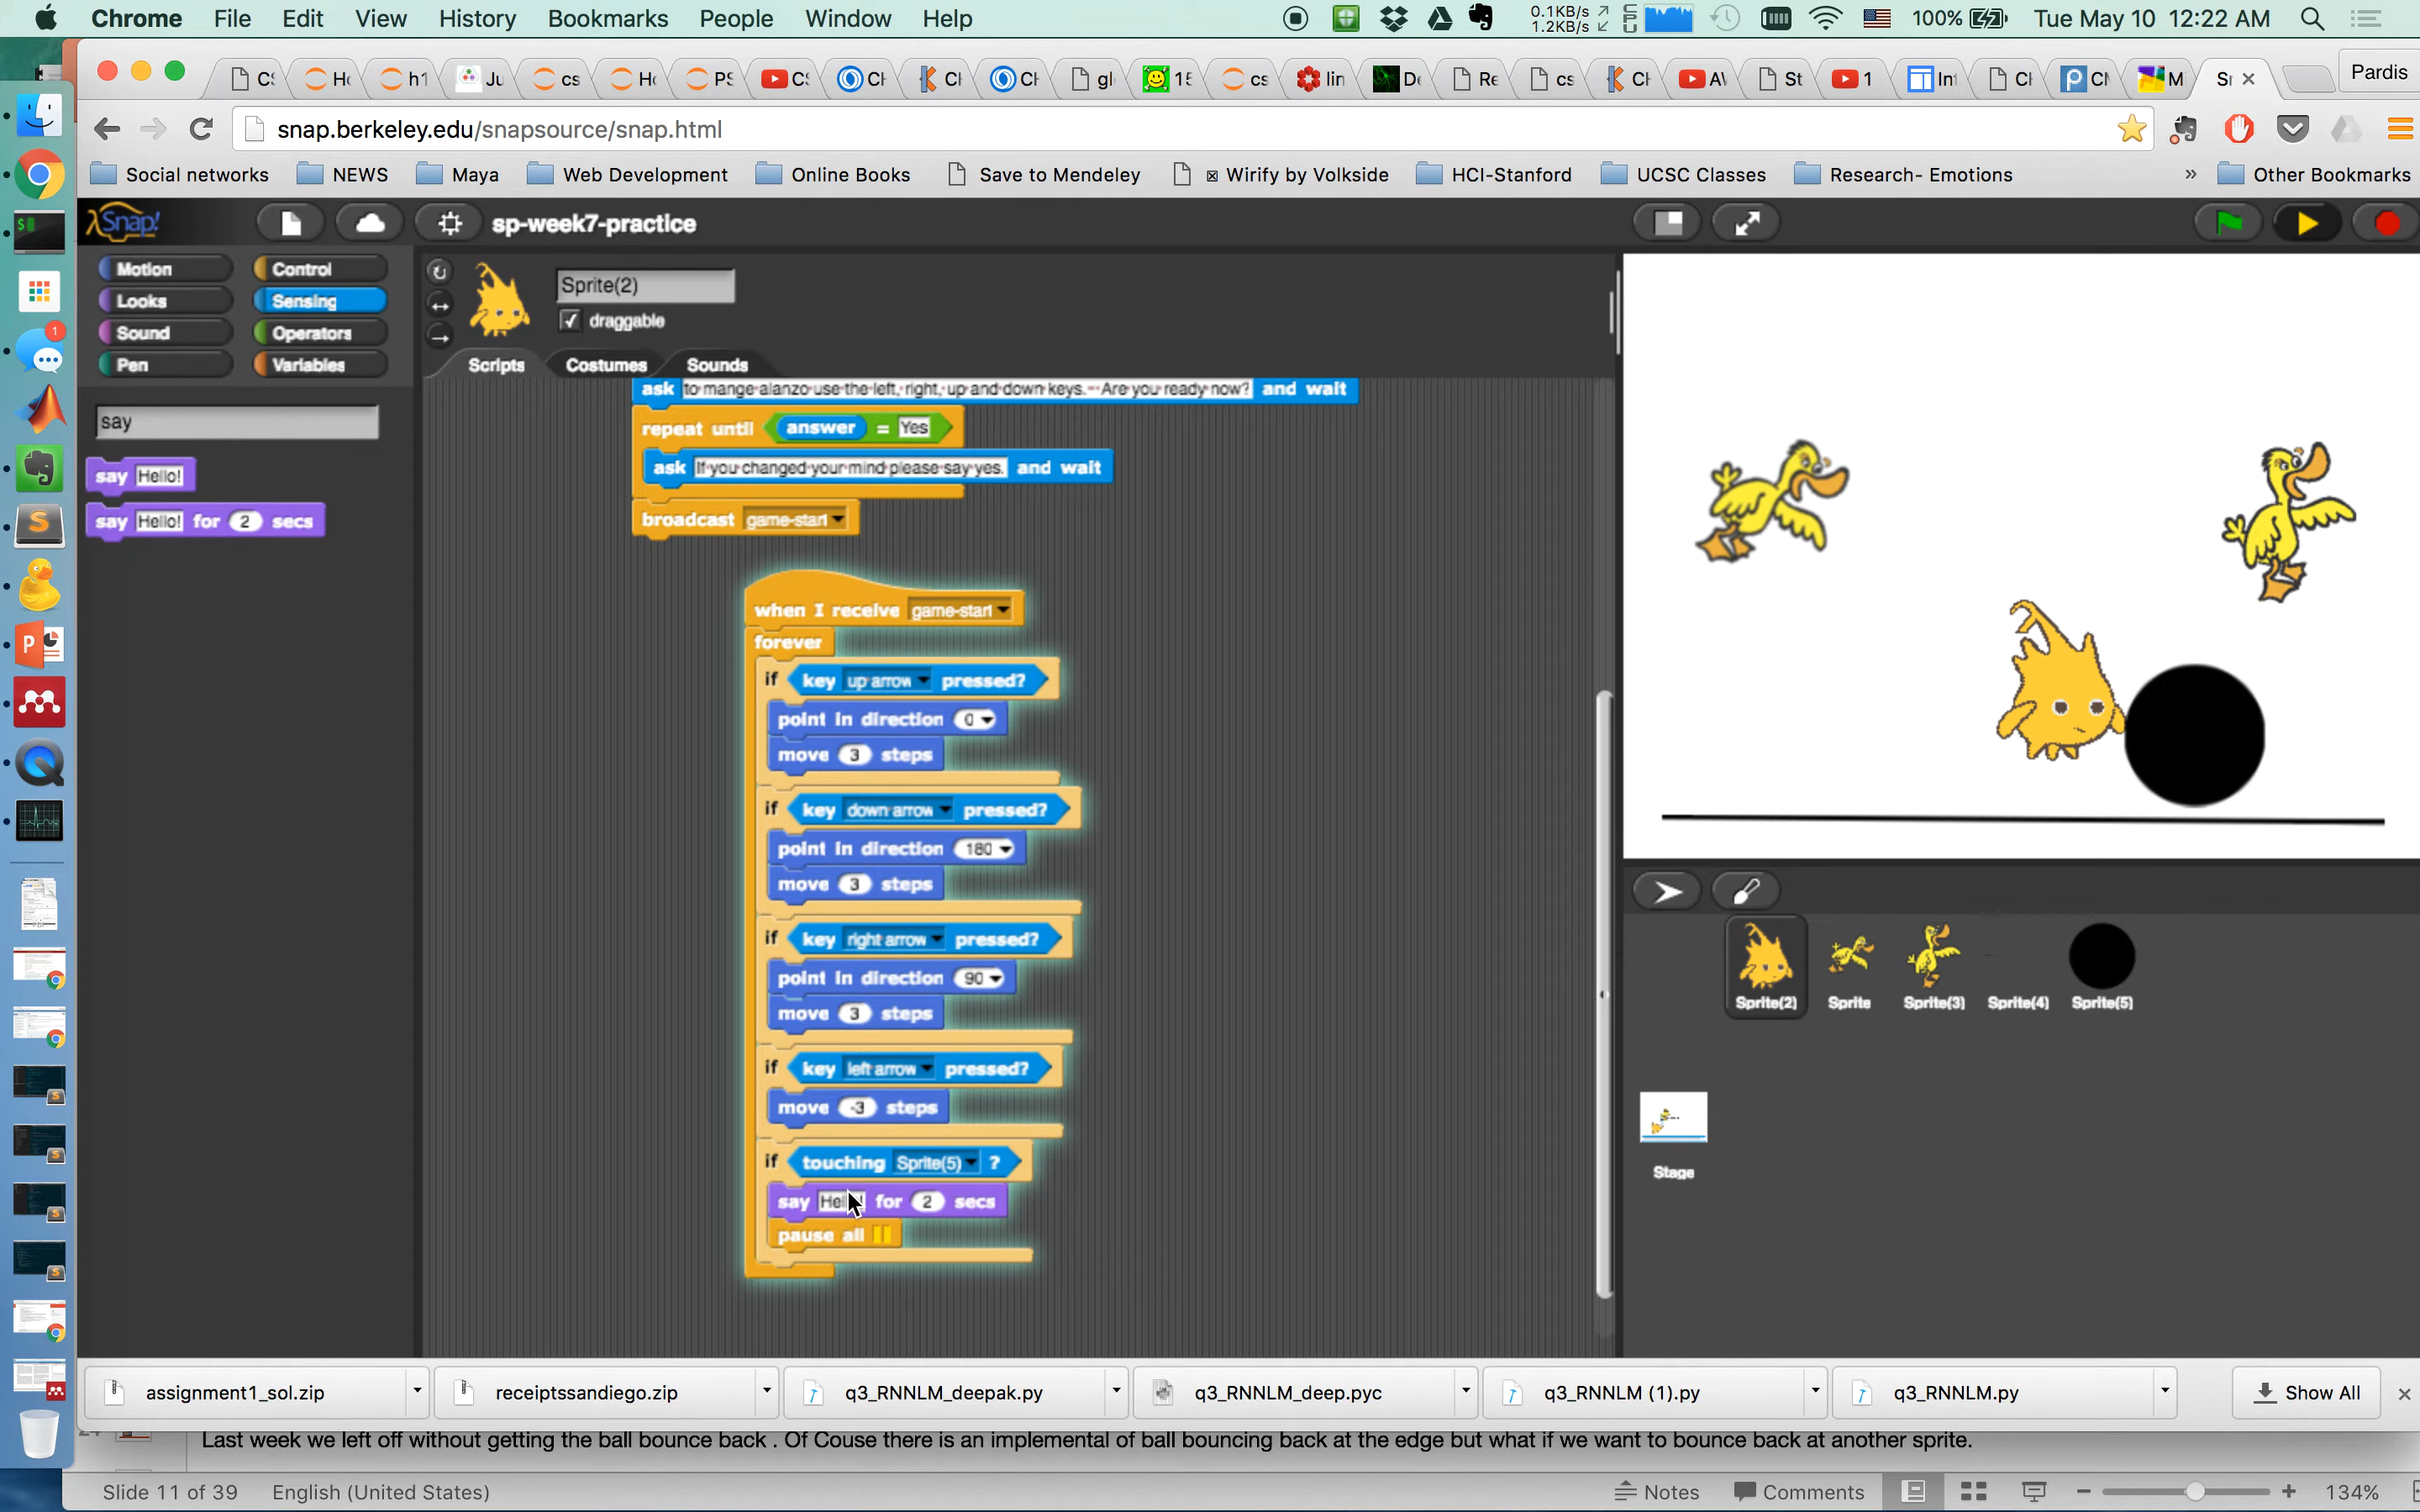 Chrome File Edit View History Bookmarks People Window Help 0.1KB/s 1.2KB/s CPU 100% Tue May 10 12:22 AM
Pardis
snap.berkeley.edu/snapsource/snap.html
Social networks NEWS Maya Web Development Online Books Save to Mendeley Wirify by Volkside HCI-Stanford UCSC Classes Research- Emotions » Other Bookmarks
Snap! sp-week7-practice
Motion Control
Looks Sensing
Sound Operators
Pen Variables
Sprite(2)
draggable
Scripts Costumes Sounds
say
say Hello!
say Hello! for 2 secs
ask to mange alanzo use the left, right, up and down keys. Are you ready now? and wait
repeat until answer = Yes
ask If you changed your mind please say yes. and wait
broadcast game-start
when I receive game-start
forever
if key up arrow pressed?
point in direction 0
move 3 steps
if key down arrow pressed?
point in direction 180
move 3 steps
if key right arrow pressed?
point in direction 90
move 3 steps
if key left arrow pressed?
move -3 steps
if touching Sprite(5) ?
say for 2 secs
pause all
Sprite(2) Sprite Sprite(3) Sprite(4) Sprite(5)
Stage
assignment1_sol.zip receiptssandiego.zip q3_RNNLM_deepak.py q3_RNNLM_deep.pyc q3_RNNLM (1).py q3_RNNLM.py Show All
Last week we left off without getting the ball bounce back . Of Couse there is an implemental of ball bouncing back at the edge but what if we want to bounce back at another sprite.
Slide 11 of 39 English (United States) Notes Comments 134%